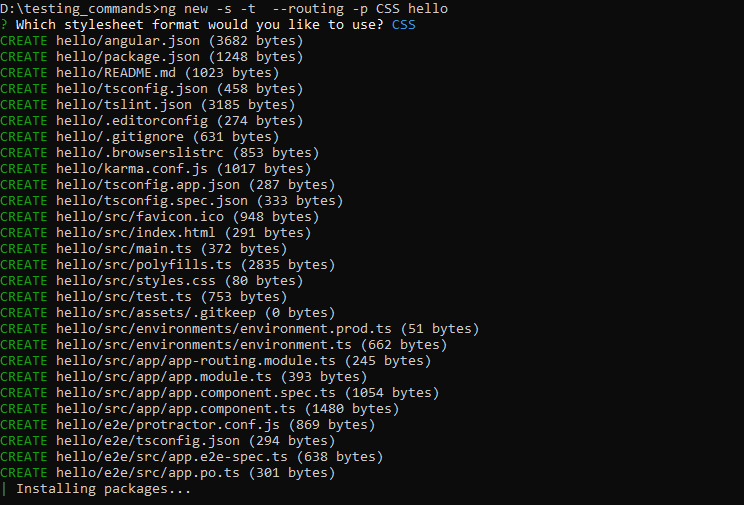 D:\testing_commands>ng new -s -t  --routing -p CSS hello
? Which stylesheet format would you like to use? CSS
CREATE hello/angular.json (3682 bytes)
CREATE hello/package.json (1248 bytes)
CREATE hello/README.md (1023 bytes)
CREATE hello/tsconfig.json (458 bytes)
CREATE hello/tslint.json (3185 bytes)
CREATE hello/.editorconfig (274 bytes)
CREATE hello/.gitignore (631 bytes)
CREATE hello/.browserslistrc (853 bytes)
CREATE hello/karma.conf.js (1017 bytes)
CREATE hello/tsconfig.app.json (287 bytes)
CREATE hello/tsconfig.spec.json (333 bytes)
CREATE hello/src/favicon.ico (948 bytes)
CREATE hello/src/index.html (291 bytes)
CREATE hello/src/main.ts (372 bytes)
CREATE hello/src/polyfills.ts (2835 bytes)
CREATE hello/src/styles.css (80 bytes)
CREATE hello/src/test.ts (753 bytes)
CREATE hello/src/assets/.gitkeep (0 bytes)
CREATE hello/src/environments/environment.prod.ts (51 bytes)
CREATE hello/src/environments/environment.ts (662 bytes)
CREATE hello/src/app/app-routing.module.ts (245 bytes)
CREATE hello/src/app/app.module.ts (393 bytes)
CREATE hello/src/app/app.component.spec.ts (1054 bytes)
CREATE hello/src/app/app.component.ts (1480 bytes)
CREATE hello/e2e/protractor.conf.js (869 bytes)
CREATE hello/e2e/tsconfig.json (294 bytes)
CREATE hello/e2e/src/app.e2e-spec.ts (638 bytes)
CREATE hello/e2e/src/app.po.ts (301 bytes)
| Installing packages...